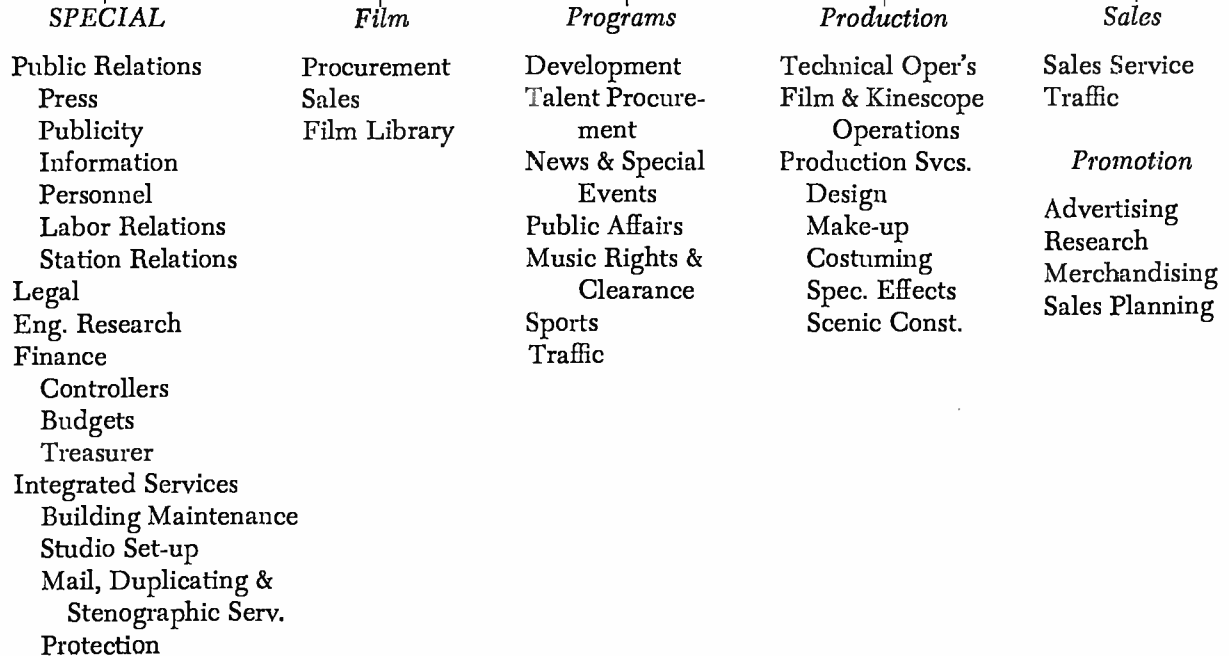 SPECIAL
Public Relations
Press
Publicity
Information
Personnel
Labor Relations
Station Relations
Legal
Eng. Research
Finance
Controllers
Budgets
Treasurer
Integrated Services
Building Maintenance
Studio Set-up
Mail, Duplicating &
Stenographic Serv.
Protection
Film
Procurement
Sales
Film Library
Programs
Development
Talent Procure-
ment
News & Special
Events
Public Affairs
Music Rights &
Clearance
Sports
Traffic
Production
Technical Oper's
Film & Kinescope
Operations
Production Svcs.
Design
Make-up
Costuming
Spec. Effects
Scenic Const.
Sales
Sales Service
Traffic
Promotion
Advertising
Research
Merchandising
Sales Planning